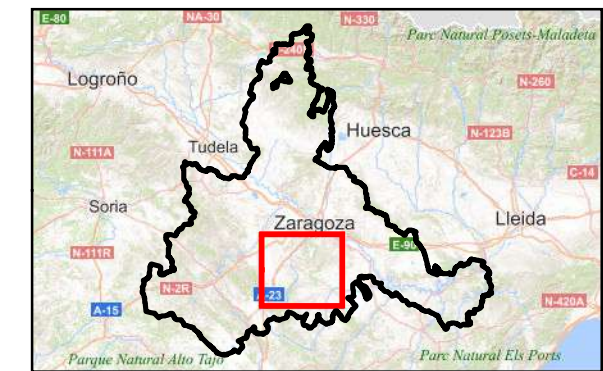 E-80
NA-30
N-330
Parc Natural Posets-Maladeta
-240
Logroño
N-260
Huesca
N-123B
Tudela
N-111A
C-14
Soria
Zaragoza
Lleida
E-90
N-111R
N-2R
-23
A-15
N-420A
Parque Natural Alto Tajo
Parc Natural Els Ports